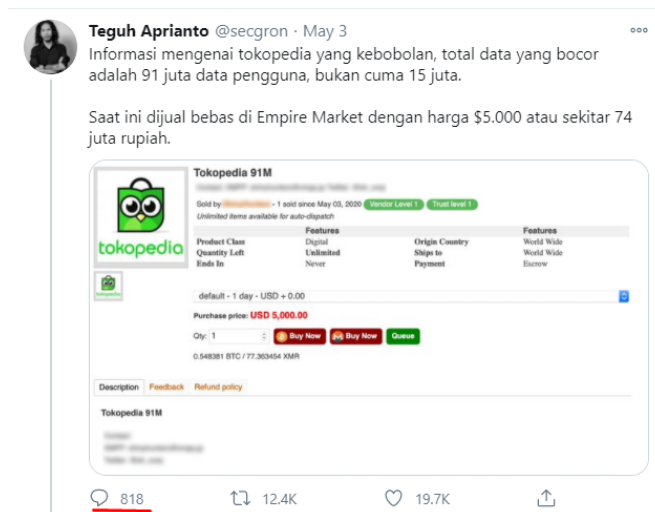 Teguh Aprianto @secgron · May 3
Informasi mengenai tokopedia yang kebobolan, total data yang bocor
adalah 91 juta data pengguna, bukan cuma 15 juta.
Saat ini dijual bebas di Empire Market dengan harga $5.000 atau sekitar 74
juta rupiah.
Tokopedia 91M
Sold by - 1 sold since May 03, 2020 Vendor Level 1 Trust level 1
Unlimited items available for auto-dispatch
tokopedia
Features Features
Product Class Digital Origin Country World Wide
Quantity Left Unlimited Ships to World Wide
Ends In Never Payment Escrow
default - 1 day - USD + 0.00
Purchase price: USD 5,000.00
Qty: 1 Buy Now Buy Now Queue
0.548381 BTC / 77.363454 XMR
Description Feedback Refund policy
Tokopedia 91M
818 12.4K 19.7K